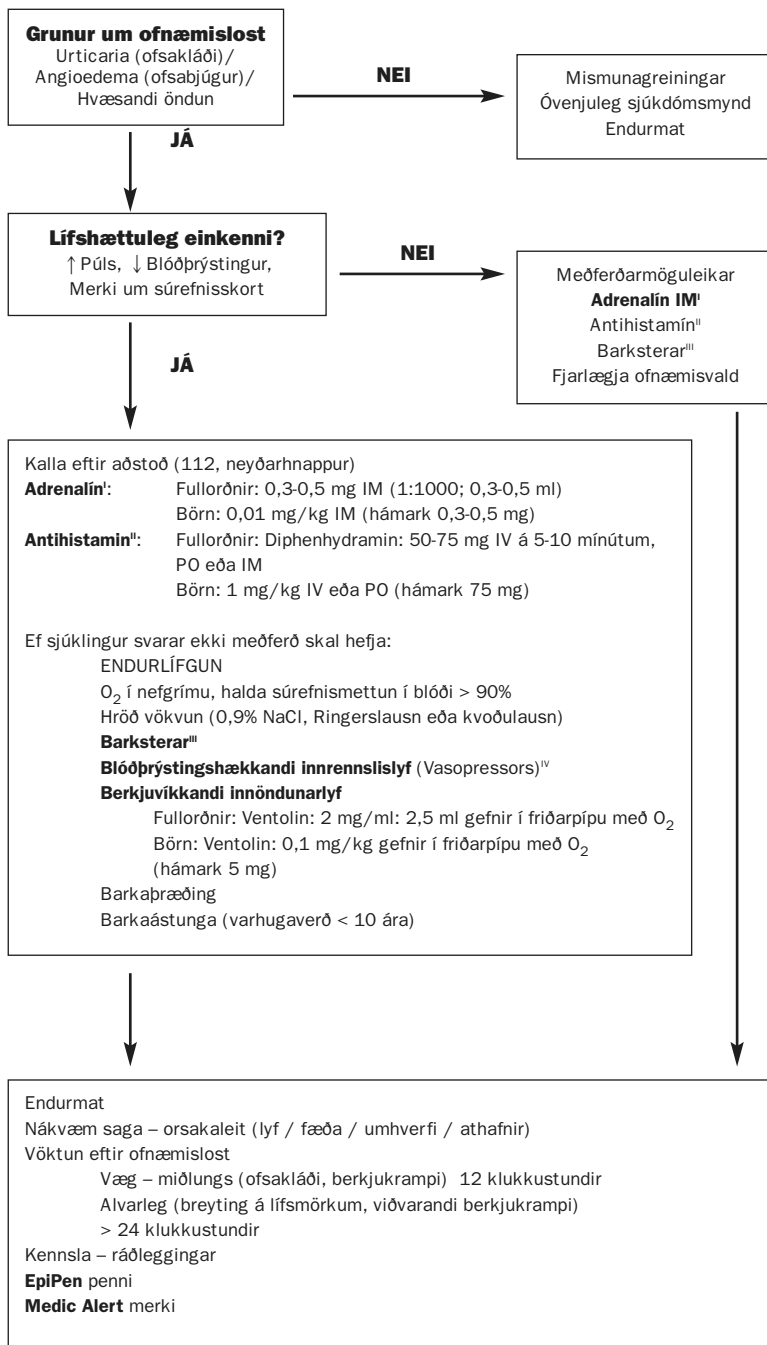 Grunur um ofnæmislost
Urticaria (ofsakláði)/
Angioedema (ofsabjúgur)/
Hvæsandi öndun
NEI
Mismunagreiningar
Óvenjuleg sjúkdómsmynd
Endurmat
JÁ
Lífshættuleg einkenni?
↑ Púls, ↓ Blóðþrýstingur,
Merki um súrefnisskort
NEI
Meðferðarmöguleikar
Adrenalín IMᴵ
Antihistamínᴵᴵ
Barksterarᴵᴵᴵ
Fjarlægja ofnæmisvald
JÁ
Kalla eftir aðstoð (112, neyðarhnappur)
Adrenalínᴵ: Fullorðnir: 0,3-0,5 mg IM (1:1000; 0,3-0,5 ml)
Börn: 0,01 mg/kg IM (hámark 0,3-0,5 mg)
Antihistaminᴵᴵ: Fullorðnir: Diphenhydramin: 50-75 mg IV á 5-10 mínútum,
PO eða IM
Börn: 1 mg/kg IV eða PO (hámark 75 mg)
Ef sjúklingur svarar ekki meðferð skal hefja:
ENDURLÍFGUN
O₂ í nefgrímu, halda súrefnismettun í blóði > 90%
Hröð vökvun (0,9% NaCl, Ringerslausn eða kvoðulausn)
Barksterarᴵᴵᴵ
Blóðþrýstingshækkandi innrennslislyf (Vasopressors)ᴵⱽ
Berkjuvíkkandi innöndunarlyf
Fullorðnir: Ventolin: 2 mg/ml: 2,5 ml gefnir í friðarpípu með O₂
Börn: Ventolin: 0,1 mg/kg gefnir í friðarpípu með O₂
(hámark 5 mg)
Barkaþræðing
Barkaástunga (varhugaverð < 10 ára)
Endurmat
Nákvæm saga – orsakaleit (lyf / fæða / umhverfi / athafnir)
Vöktun eftir ofnæmislost
Væg – miðlungs (ofsakláði, berkjukrampi) 12 klukkustundir
Alvarleg (breyting á lífsmörkum, viðvarandi berkjukrampi)
> 24 klukkustundir
Kennsla – ráðleggingar
EpiPen penni
Medic Alert merki